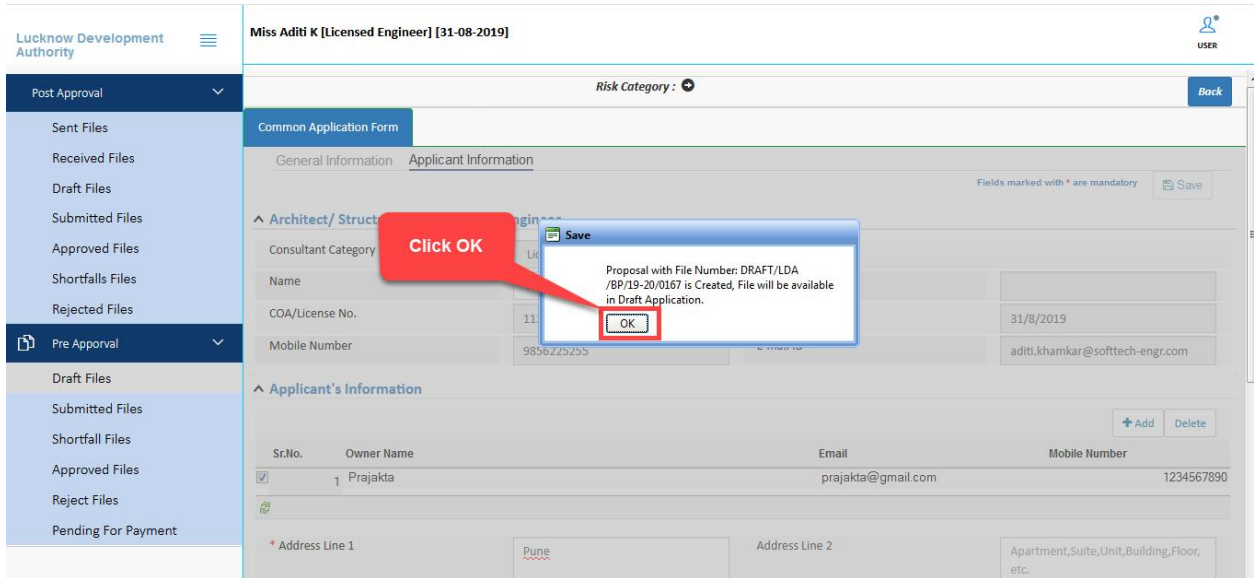 Lucknow Development
Authority
Miss Aditi K [Licensed Engineer] [31-08-2019]
USER
Post Approval
Sent Files
Received Files
Draft Files
Submitted Files
Approved Files
Shortfalls Files
Rejected Files
Pre Apporval
Draft Files
Submitted Files
Shortfall Files
Approved Files
Reject Files
Pending For Payment
Risk Category :
Back
Common Application Form
General Information Applicant Information
Fields marked with * are mandatory Save
Architect/
Consultant Category
Click OK
Save
Proposal with File Number: DRAFT/LDA
/BP/19-20/0167 is Created, File will be available
in Draft Application.
OK
Name
COA/License No. 31/8/2019
Mobile Number 9856225255 aditi.khamkar@softtech-engr.com
Applicant's Information
Add Delete
Sr.No. Owner Name Email Mobile Number
1 Prajakta prajakta@gmail.com 1234567890
* Address Line 1 Pune Address Line 2 Apartment,Suite,Unit,Building,Floor,
etc.